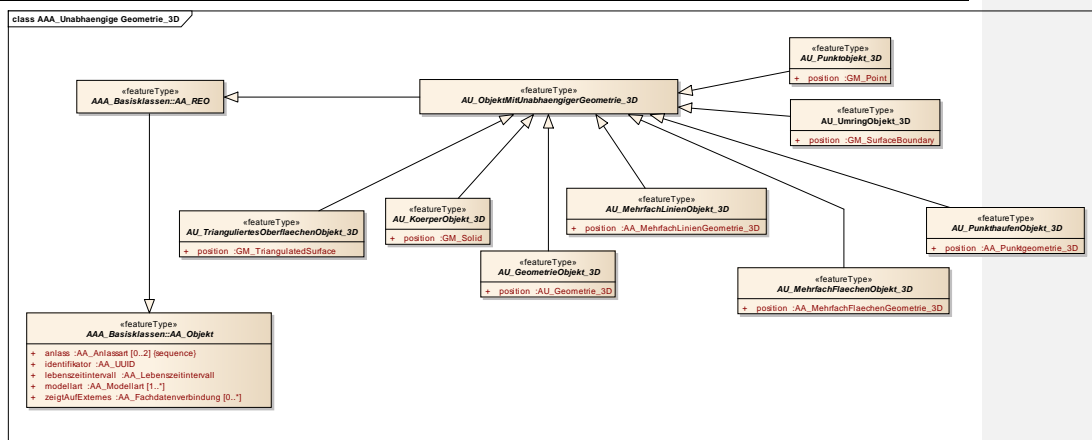 class AAA_Unabhaengige Geometrie_3D
«featureType»
AU_Punktobjekt_3D
+ position :GM_Point
«featureType»
AAA_Basisklassen::AA_REO
«featureType»
AU_ObjektMitUnabhaengigerGeometrie_3D
«featureType»
AU_UmringObjekt_3D
+ position :GM_SurfaceBoundary
«featureType»
AU_TrianguliertesOberflaechenObjekt_3D
+ position :GM_TriangulatedSurface
«featureType»
AU_KoerperObjekt_3D
+ position :GM_Solid
«featureType»
AU_MehrfachLinienObjekt_3D
+ position :AA_MehrfachLinienGeometrie_3D
«featureType»
AU_PunkthaufenObjekt_3D
+ position :AA_Punktgeometrie_3D
«featureType»
AU_GeometrieObjekt_3D
+ position :AU_Geometrie_3D
«featureType»
AU_MehrfachFlaechenObjekt_3D
+ position :AA_MehrfachFlaechenGeometrie_3D
«featureType»
AAA_Basisklassen::AA_Objekt
+ anlass :AA_Anlassart [0..2] {sequence}
+ identifikator :AA_UUID
+ lebenszeitintervall :AA_Lebenszeitintervall
+ modellart :AA_Modellart [1..*]
+ zeigtAufExternes :AA_Fachdatenverbindung [0..*]